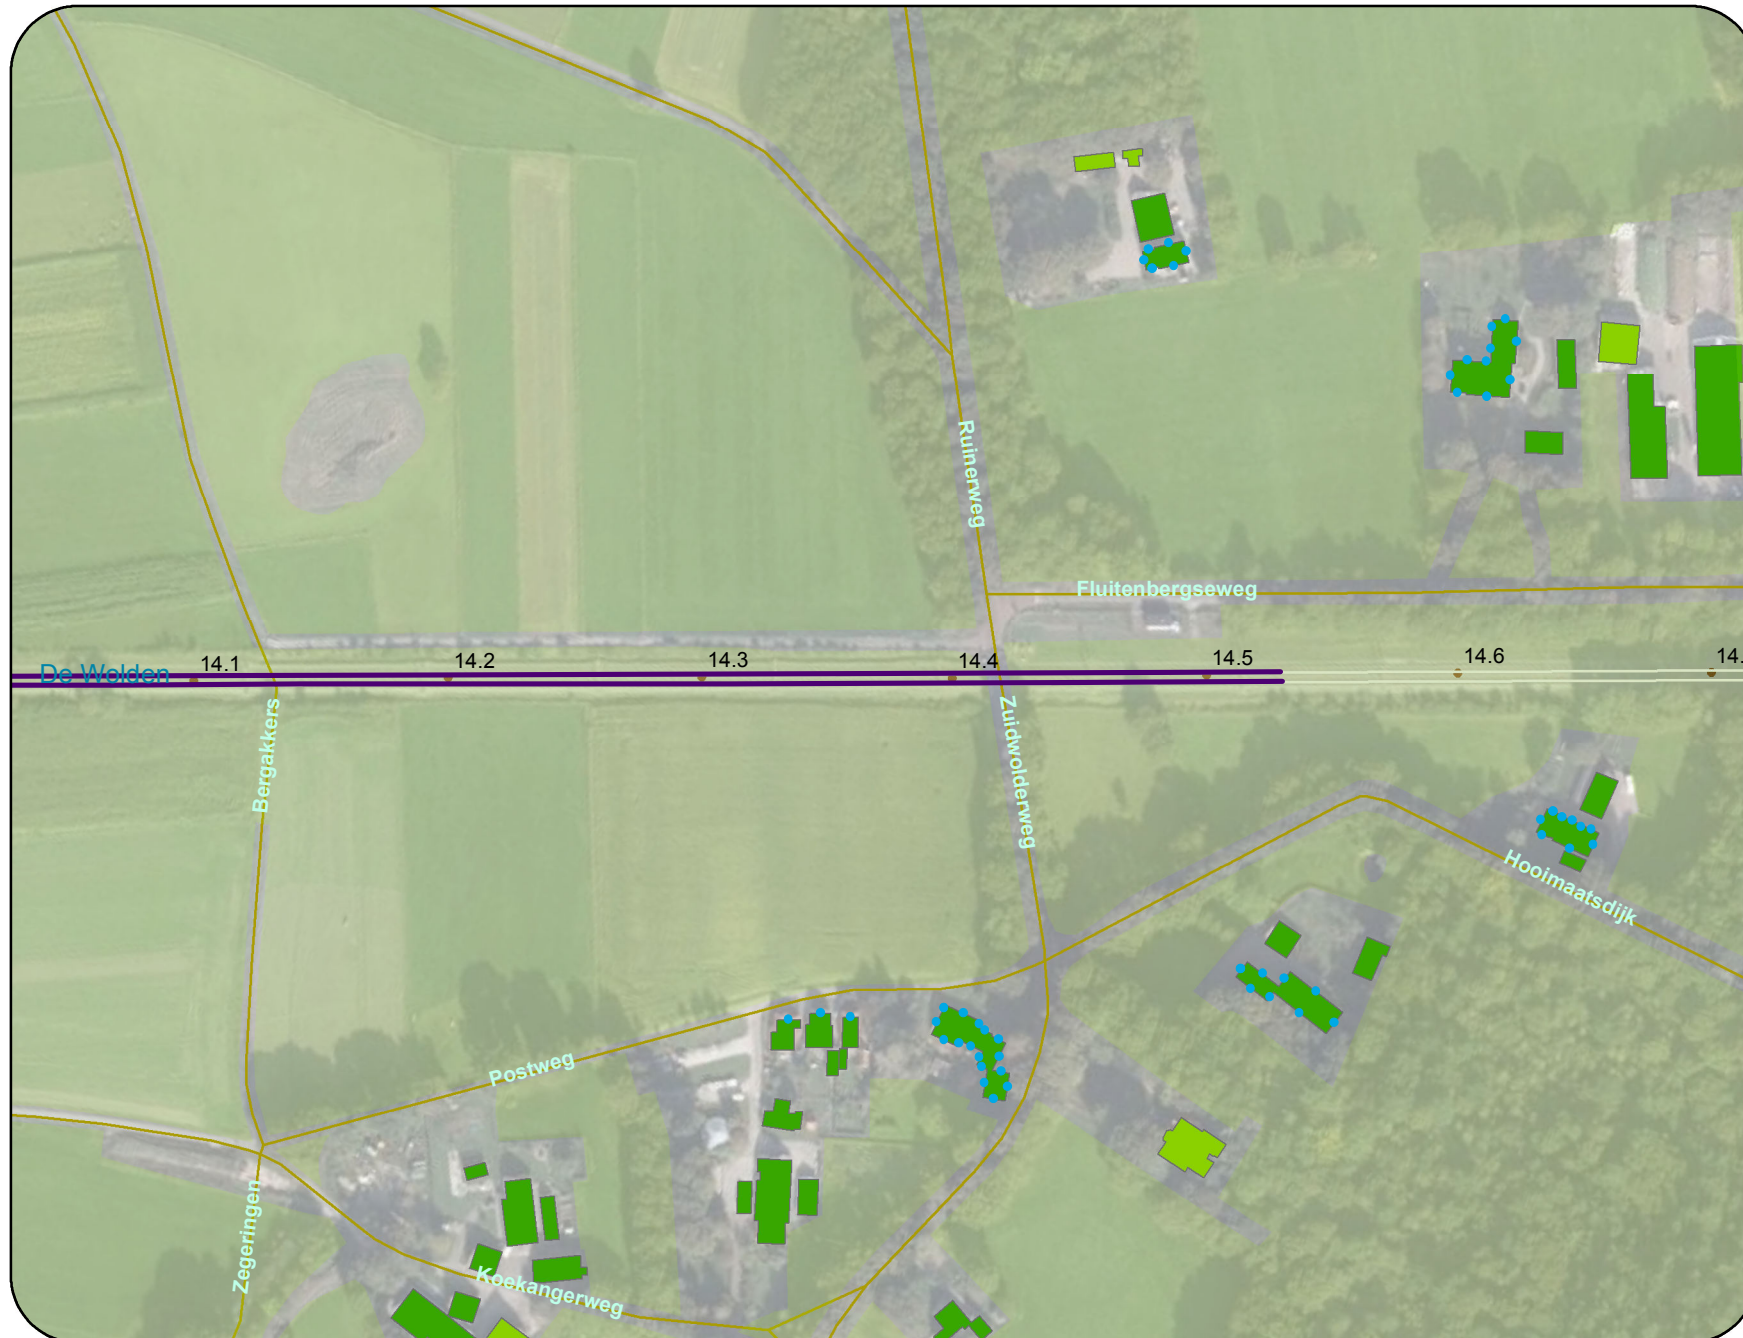 Ruinerweg
Fluitenbergseweg
De Wolden
14.1
14.2
14.3
14.4
14.5
14.6
14.
Bergakkers
Zuidwolderweg
Hooimaatsdijk
Postweg
Zegeringen
Koekangerweg